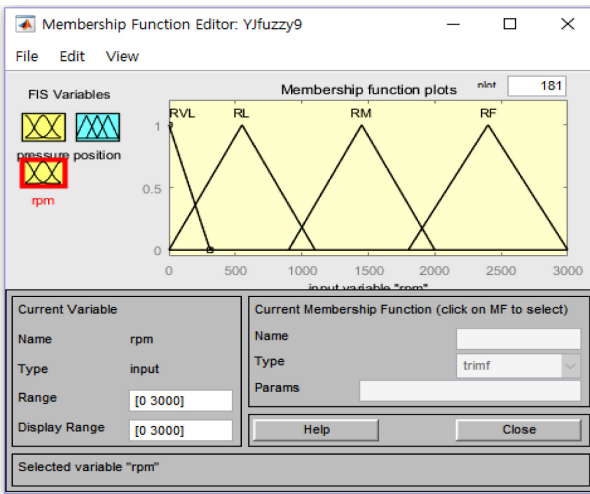 Membership Function Editor: YJfuzzy9
File Edit View
FIS Variables
Membership function plots plot 181
pressure position
rpm
RVL RL RM RF
1
0.5
0
0 500 1000 1500 2000 2500 3000
input variable "rpm"
Current Variable
Name rpm
Type input
Range [0 3000]
Display Range [0 3000]
Current Membership Function (click on MF to select)
Name
Type trimf
Params
Help Close
Selected variable "rpm"